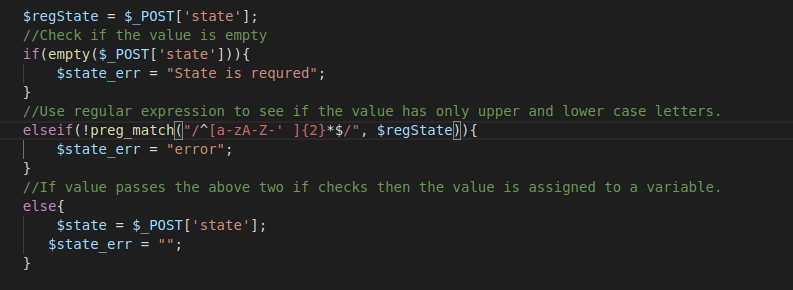 $regState = $_POST['state'];
//Check if the value is empty
if(empty($_POST['state'])){
    $state_err = "State is requred";
}
//Use regular expression to see if the value has only upper and lower case letters.
elseif(!preg_match("/^[a-zA-Z-' ]{2}*$/", $regState)){
    $state_err = "error";
}
//If value passes the above two if checks then the value is assigned to a variable.
else{
    $state = $_POST['state'];
   $state_err = "";
}